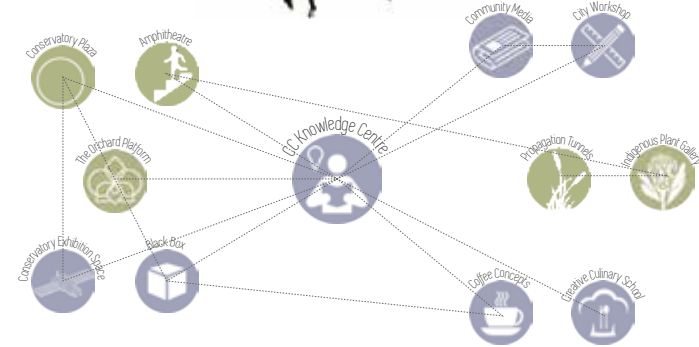 Community Media
City Workshop
Conservatory Plaza
Amphitheatre
GC Knowledge Centre
The Orchard Platform
Propagation Tunnels
Indigenous Plant Gallery
Conservatory Exhibition Space
Black Box
Coffee Concepts
Creative Culinary School